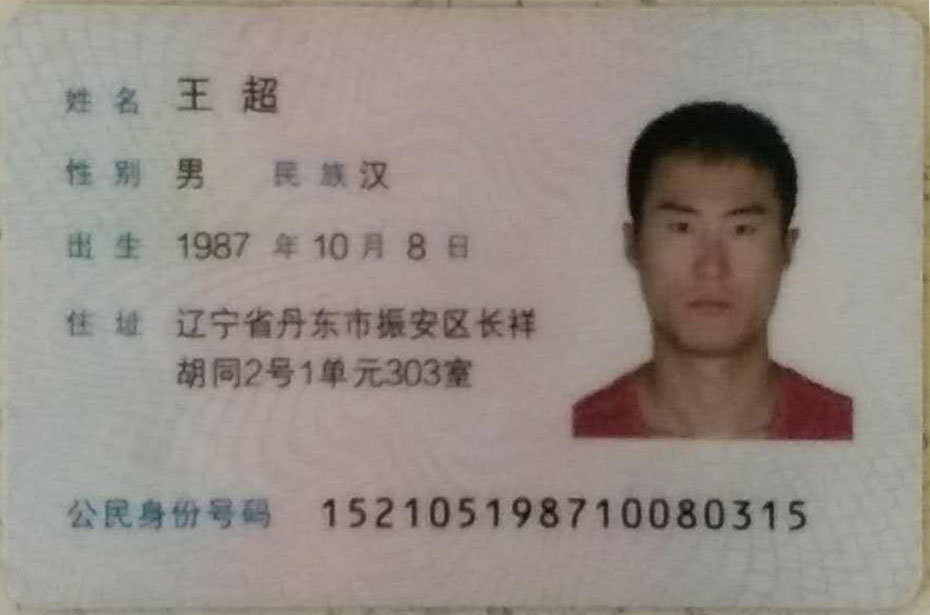 姓名 王超
性别 男 民族 汉
出生 1987 年 10 月 8 日
住址 辽宁省丹东市振安区长祥
胡同2号1单元303室
公民身份号码 152105198710080315